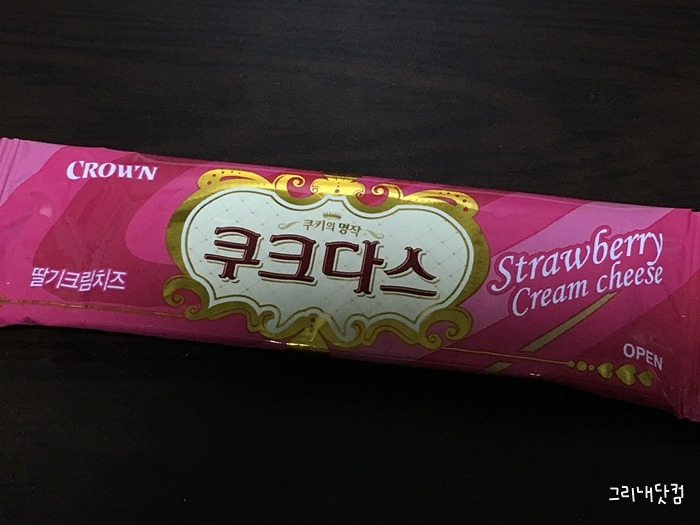 CROWN
쿠키의 명작
쿠크다스
딸기크림치즈
Strawberry
Cream cheese
OPEN
그리내닷컴